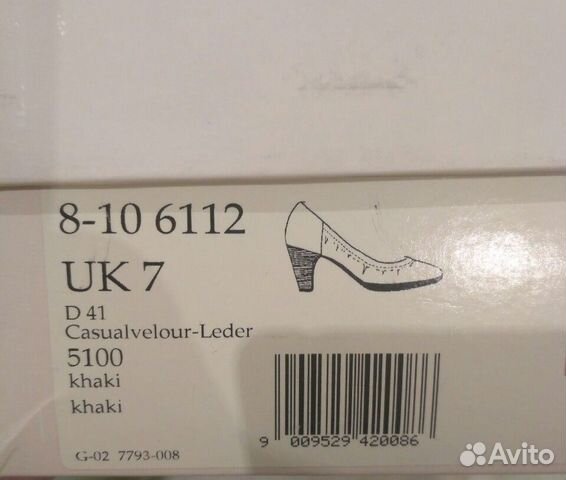 8-10 6112
UK 7
D 41
Casualvelour-Leder
5100
khaki
khaki
G-02 7793-008
9 009529 420086
Avito